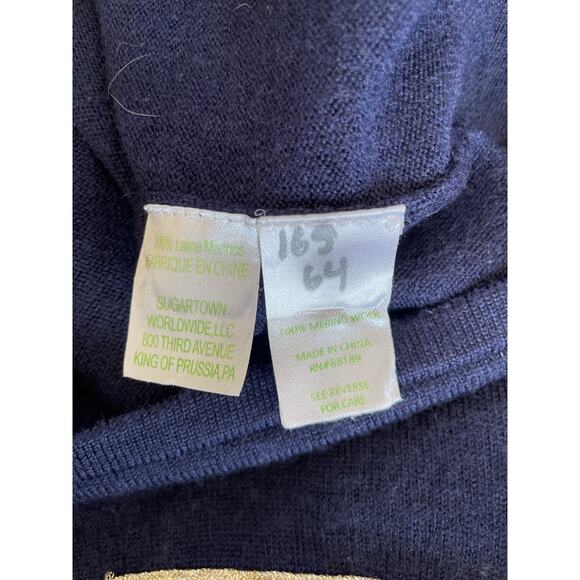 100% Laine Merinos
FABRIQUE EN CHINE
SUGARTOWN
WORLDWIDE,LLC
800 THIRD AVENUE
KING OF PRUSSIA,PA
165
64
100% MERINO WOOL
MADE IN CHINA
RN#88189
SEE REVERSE
FOR CARE